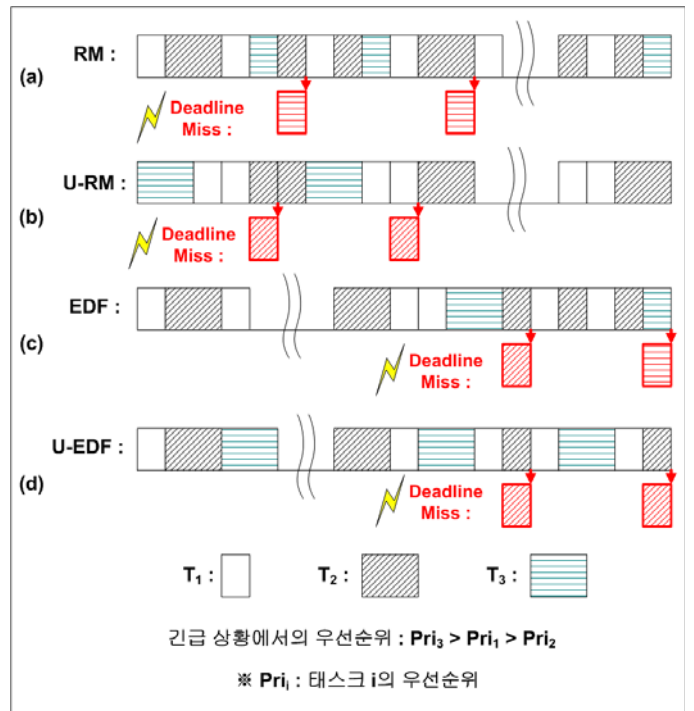 RM :
(a)
Deadline
Miss :
U-RM :
(b)
Deadline
Miss :
EDF :
(c)
Deadline
Miss :
U-EDF :
(d)
Deadline
Miss :
T1 : T2 : T3 :
긴급 상황에서의 우선순위 : Pri3 > Pri1 > Pri2
※ Prii : 태스크 i의 우선순위